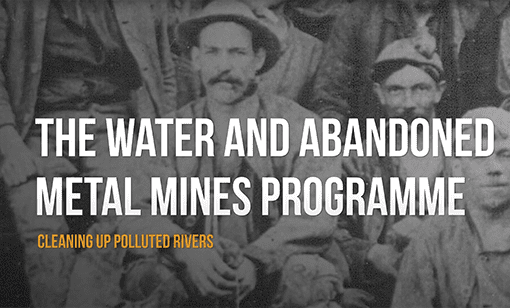 THE WATER AND ABANDONED
METAL MINES PROGRAMME
CLEANING UP POLLUTED RIVERS